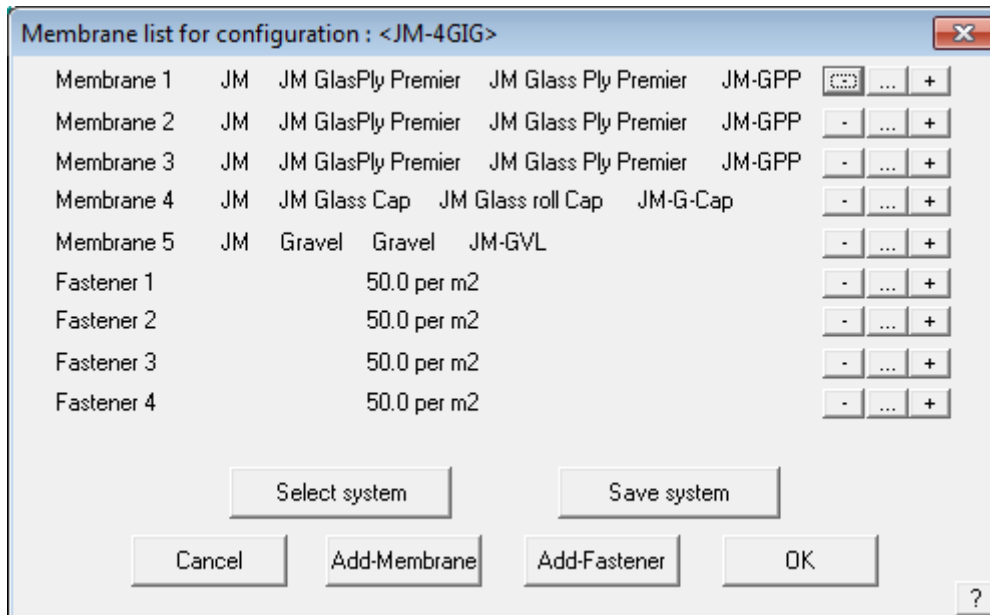 Membrane list for configuration : <JM-4GIG>
Membrane 1 JM JM GlasPly Premier JM Glass Ply Premier JM-GPP - ... +
Membrane 2 JM JM GlasPly Premier JM Glass Ply Premier JM-GPP - ... +
Membrane 3 JM JM GlasPly Premier JM Glass Ply Premier JM-GPP - ... +
Membrane 4 JM JM Glass Cap JM Glass roll Cap JM-G-Cap - ... +
Membrane 5 JM Gravel Gravel JM-GVL - ... +
Fastener 1 50.0 per m2 - ... +
Fastener 2 50.0 per m2 - ... +
Fastener 3 50.0 per m2 - ... +
Fastener 4 50.0 per m2 - ... +
Select system Save system
Cancel Add-Membrane Add-Fastener OK
?